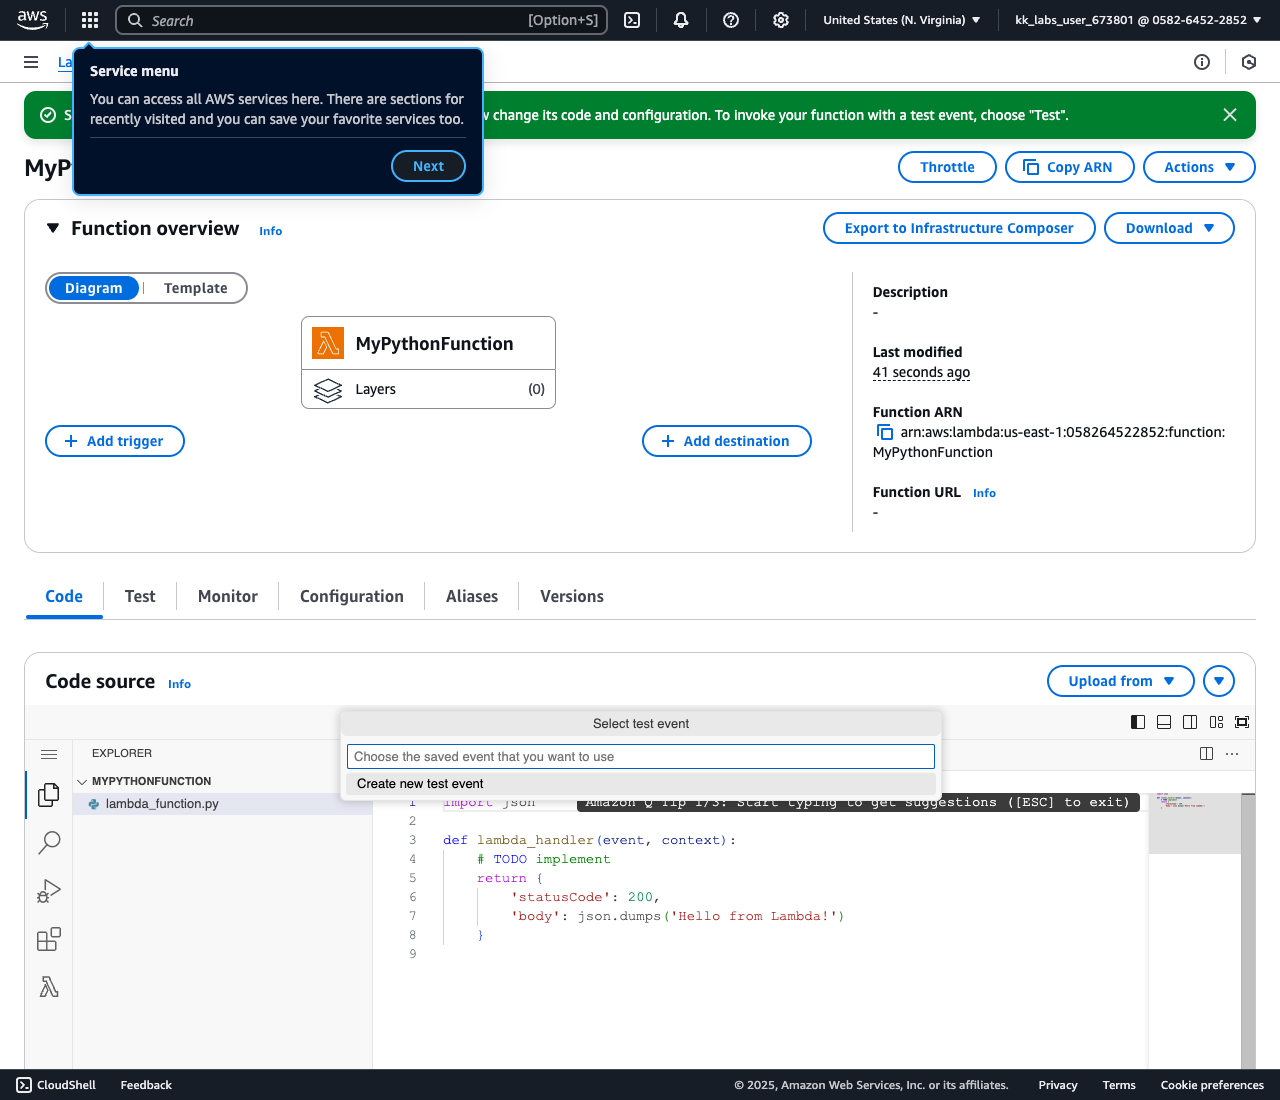 aws
Search [Option+S]
United States (N. Virginia)
kk_labs_user_673801 @ 0582-6452-2852
La
Service menu
You can access all AWS services here. There are sections for
recently visited and you can save your favorite services too.
Next
S
w change its code and configuration. To invoke your function with a test event, choose "Test".
MyP
Throttle
Copy ARN
Actions
Function overview
Info
Export to Infrastructure Composer
Download
Diagram
Template
MyPythonFunction
Layers
(0)
Add trigger
Add destination
Description
-
Last modified
41 seconds ago
Function ARN
arn:aws:lambda:us-east-1:058264522852:function:
MyPythonFunction
Function URL
Info
-
Code
Test
Monitor
Configuration
Aliases
Versions
Code source
Info
Upload from
Select test event
Choose the saved event that you want to use
Create new test event
EXPLORER
MYPYTHONFUNCTION
lambda_function.py
1 import json
Amazon Q Tip 1/3: Start typing to get suggestions ([ESC] to exit)
2
3 def lambda_handler(event, context):
4 # TODO implement
5 return {
6 'statusCode': 200,
7 'body': json.dumps('Hello from Lambda!')
8 }
9
CloudShell
Feedback
© 2025, Amazon Web Services, Inc. or its affiliates.
Privacy
Terms
Cookie preferences